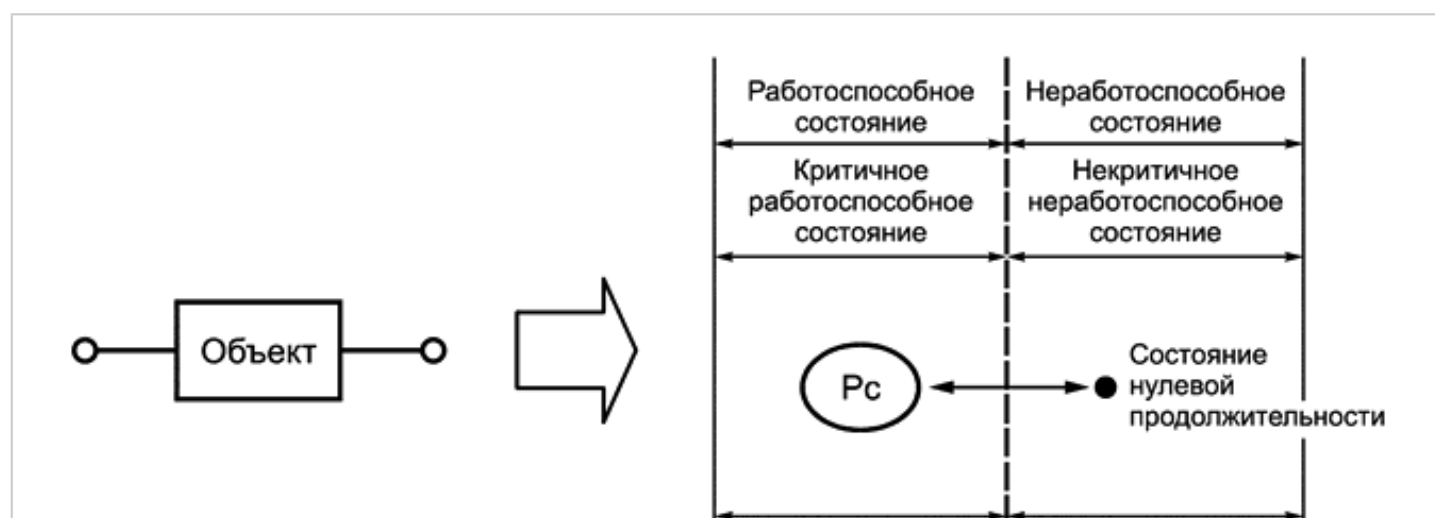 Работоспособное
состояние
Неработоспособное
состояние
Критичное
работоспособное
состояние
Некритичное
неработоспособное
состояние
Объект
Рс
Состояние
нулевой
продолжительности